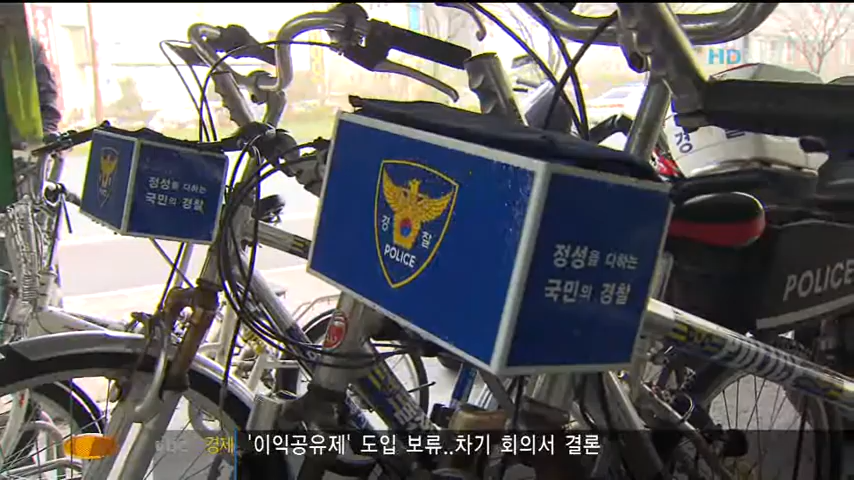 HD
정성을 다하는
국민의 경찰
경 찰
POLICE
정성을 다하는
국민의 경찰
POLICE
mbc 경제 '이익공유제' 도입 보류..차기 회의서 결론